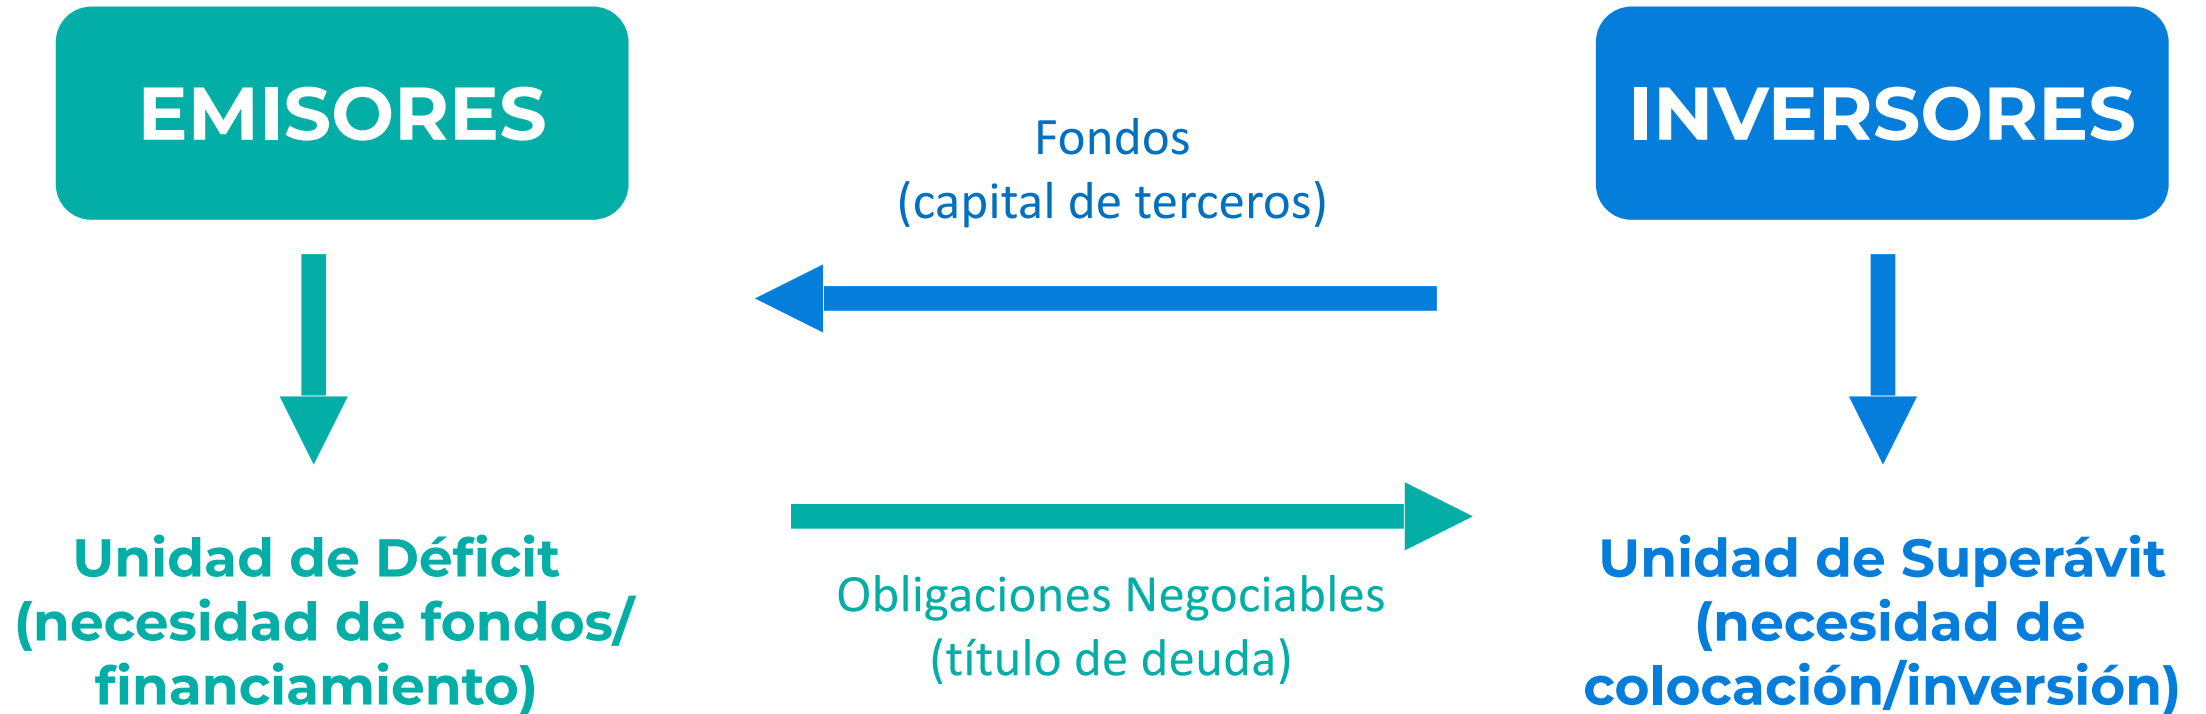 EMISORES
INVERSORES
Fondos
(capital de terceros)
Unidad de Déficit
(necesidad de fondos/
financiamiento)
Obligaciones Negociables
(título de deuda)
Unidad de Superávit
(necesidad de
colocación/inversión)